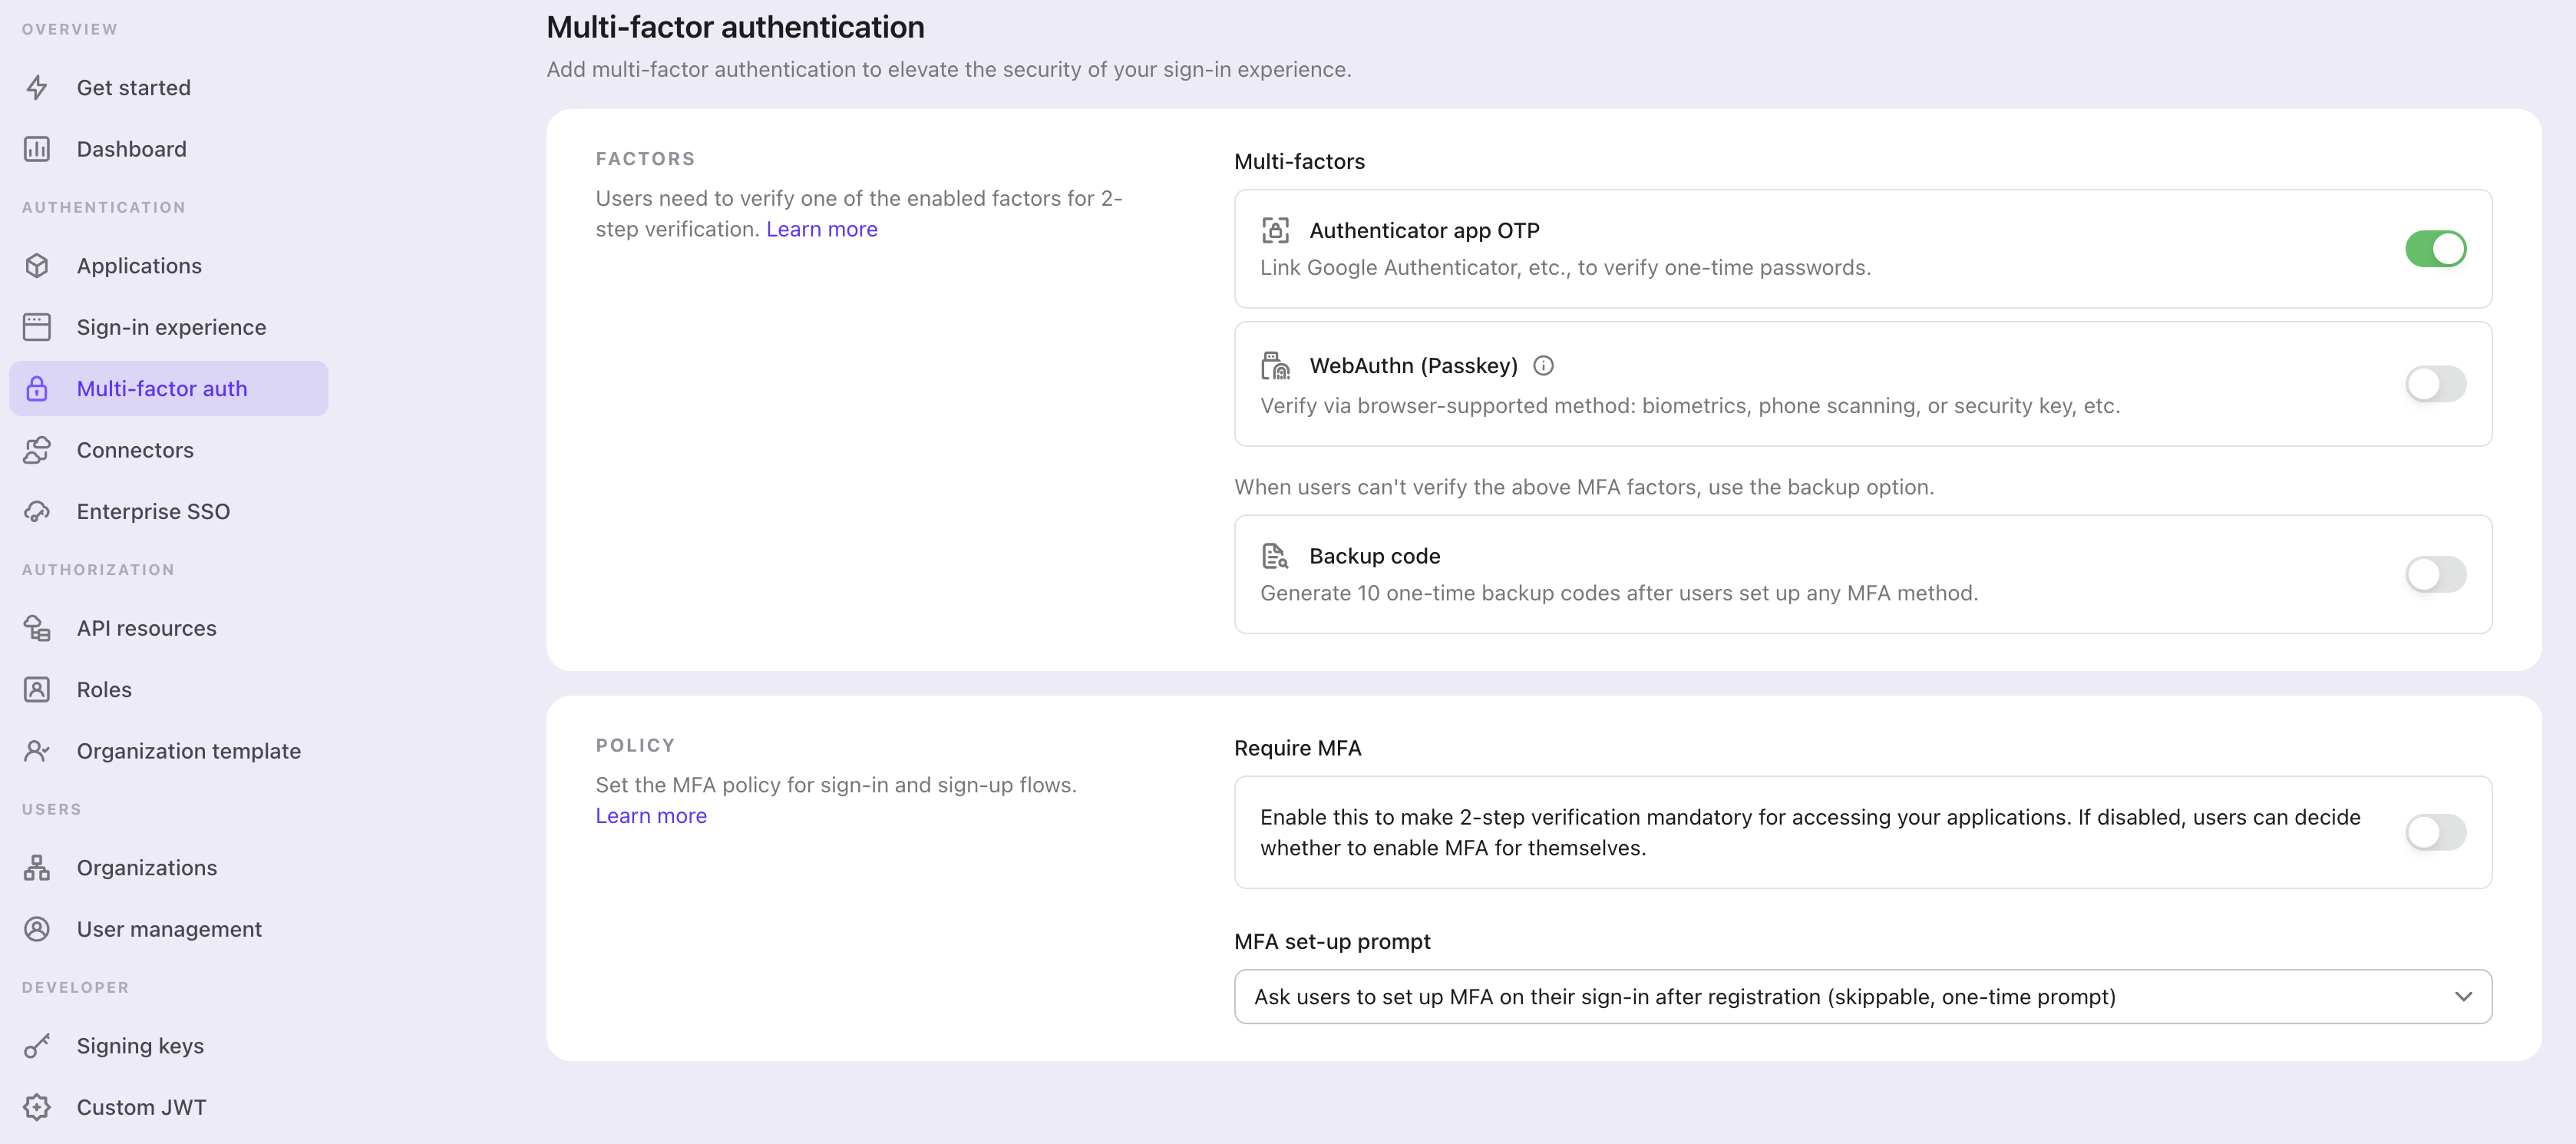 OVERVIEW
Get started
Dashboard
AUTHENTICATION
Applications
Sign-in experience
Multi-factor auth
Connectors
Enterprise SSO
AUTHORIZATION
API resources
Roles
Organization template
USERS
Organizations
User management
DEVELOPER
Signing keys
Custom JWT
Multi-factor authentication
Add multi-factor authentication to elevate the security of your sign-in experience.
FACTORS
Users need to verify one of the enabled factors for 2-
step verification. Learn more
Multi-factors
Authenticator app OTP
Link Google Authenticator, etc., to verify one-time passwords.
WebAuthn (Passkey)
Verify via browser-supported method: biometrics, phone scanning, or security key, etc.
When users can't verify the above MFA factors, use the backup option.
Backup code
Generate 10 one-time backup codes after users set up any MFA method.
POLICY
Set the MFA policy for sign-in and sign-up flows.
Learn more
Require MFA
Enable this to make 2-step verification mandatory for accessing your applications. If disabled, users can decide
whether to enable MFA for themselves.
MFA set-up prompt
Ask users to set up MFA on their sign-in after registration (skippable, one-time prompt)